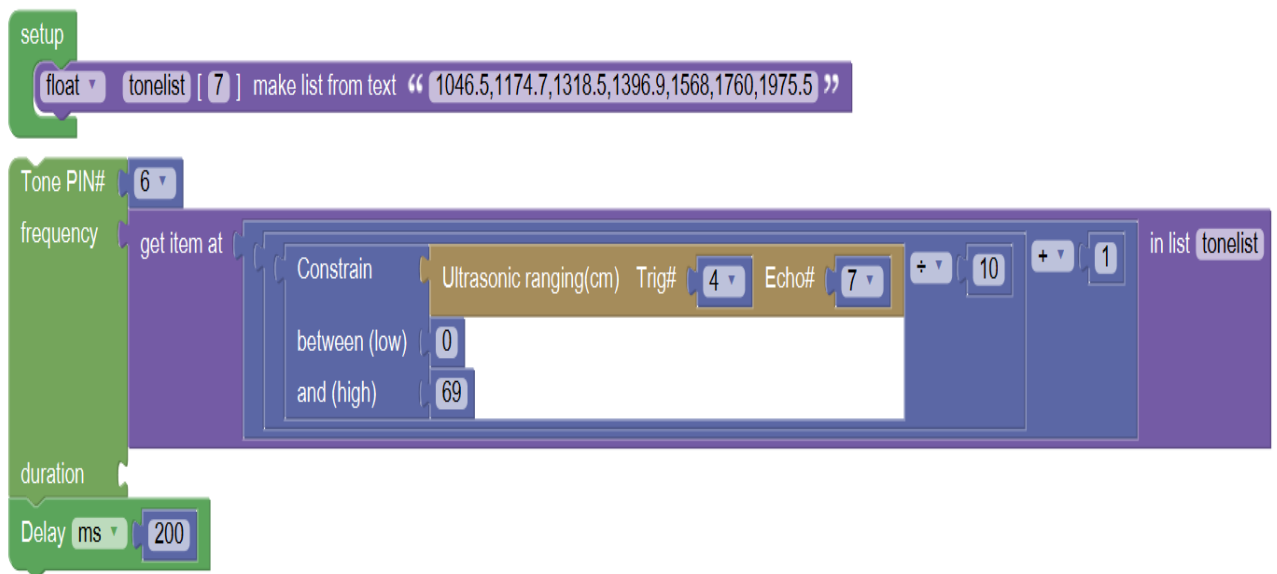 setup
float tonelist [ 7 ] make list from text “ 1046.5,1174.7,1318.5,1396.9,1568,1760,1975.5 ”
Tone PIN# 6
frequency get item at Constrain Ultrasonic ranging(cm) Trig# 4 Echo# 7 ÷ 10 + 1 in list tonelist
between (low) 0
and (high) 69
duration
Delay ms 200